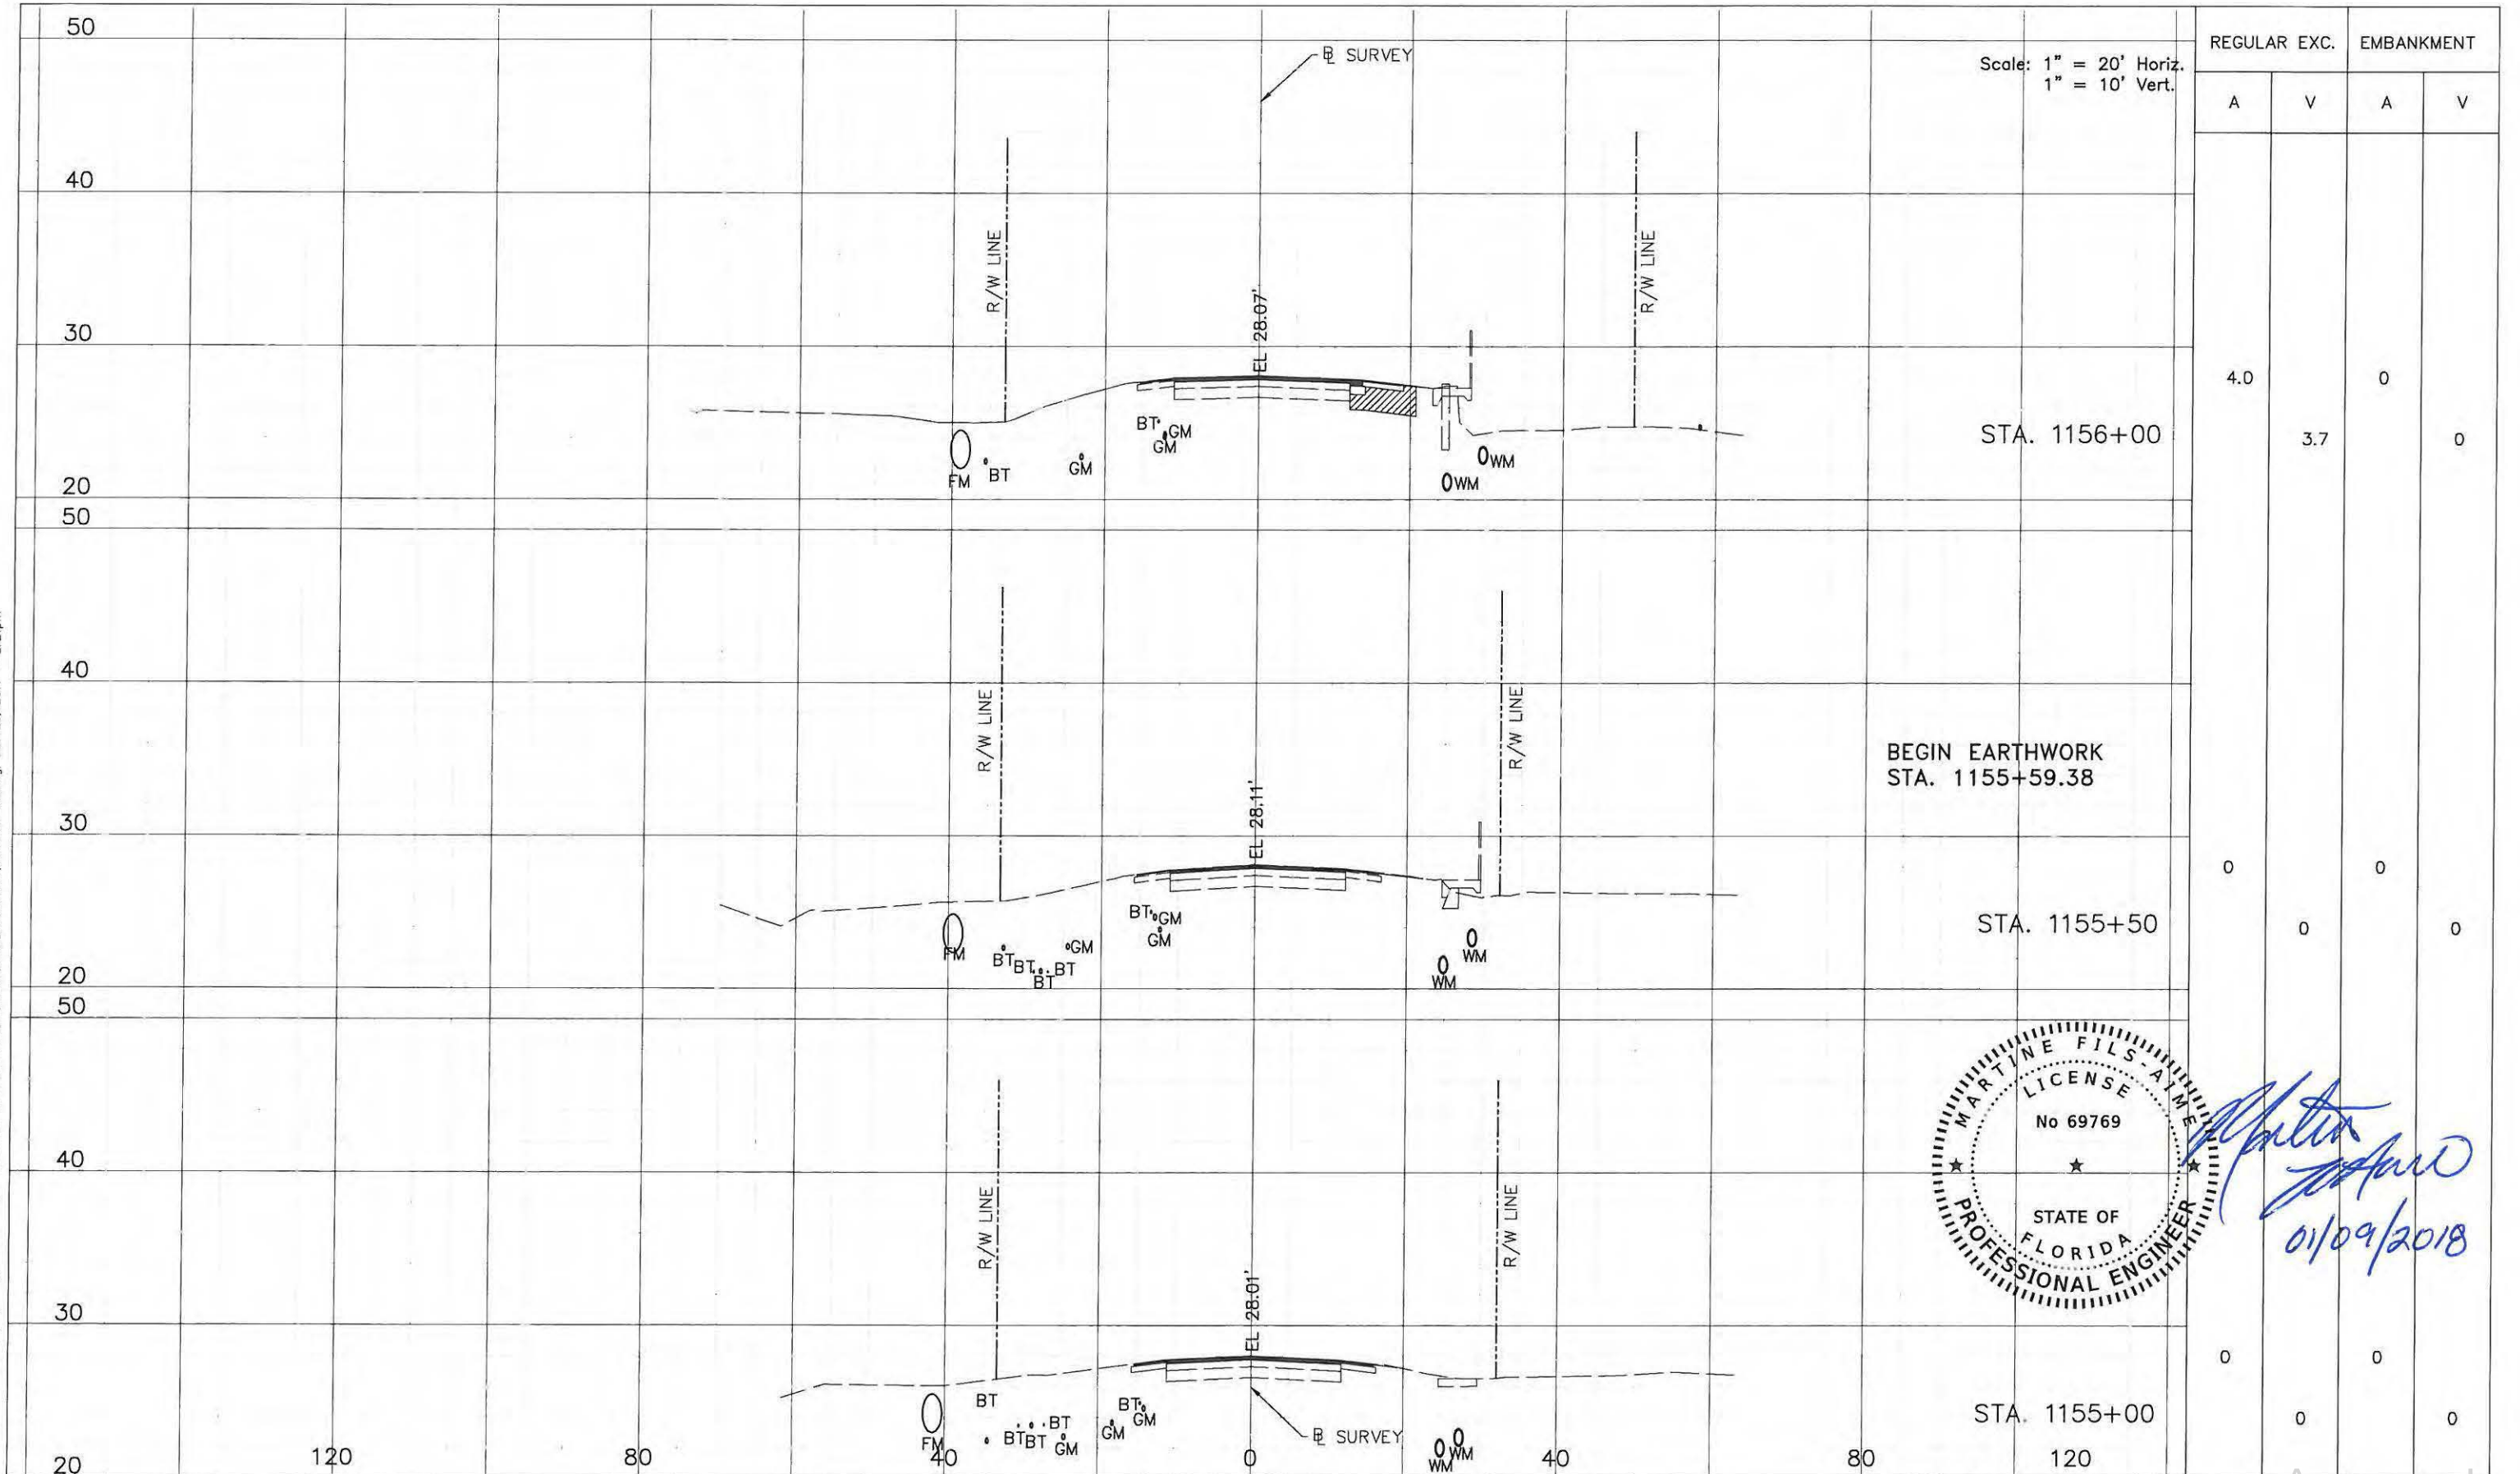 50
℄ SURVEY
Scale: 1" = 20' Horiz.
1" = 10' Vert.
REGULAR EXC. EMBANKMENT
A V A V
40
R/W LINE
R/W LINE
EL 28.07'
30
4.0 0
BT GM
GM
STA. 1156+00
3.7 0
FM BT GM
WM
WM
20
50
40
R/W LINE
R/W LINE
BEGIN EARTHWORK
STA. 1155+59.38
EL 28.11'
30
0 0
BT GM
GM
STA. 1155+50
0 0
FM BT BT BT BT GM
WM
WM
20
50
MARTINE FILS-AIME
LICENSE
No 69769
STATE OF
FLORIDA
PROFESSIONAL ENGINEER
01/09/2018
40
R/W LINE
R/W LINE
EL 28.01'
30
0 0
BT
BT GM
BT GM
BT BT GM
FM
℄ SURVEY
WM
WM
STA. 1155+00
0 0
20 120 80 40 0 40 80 120